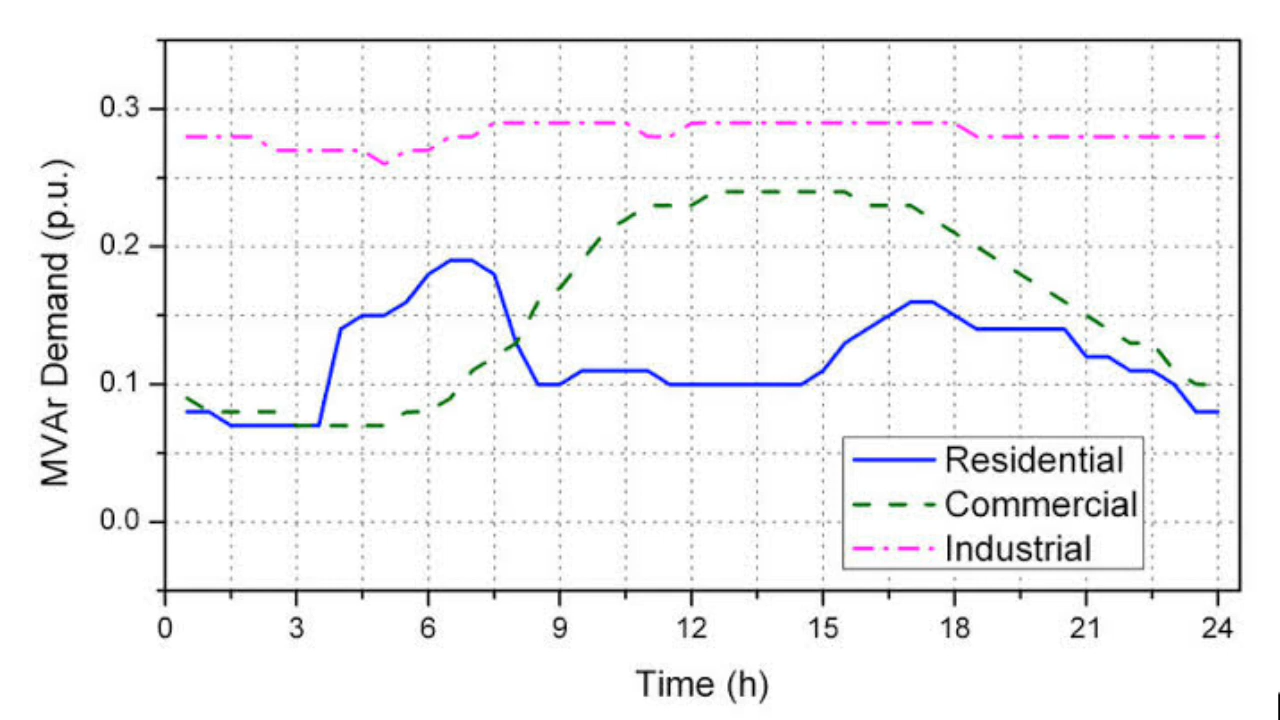 0.3
0.2
0.1
0.0
MVAr Demand (p.u.)
Residential
Commercial
Industrial
0 3 6 9 12 15 18 21 24
Time (h)